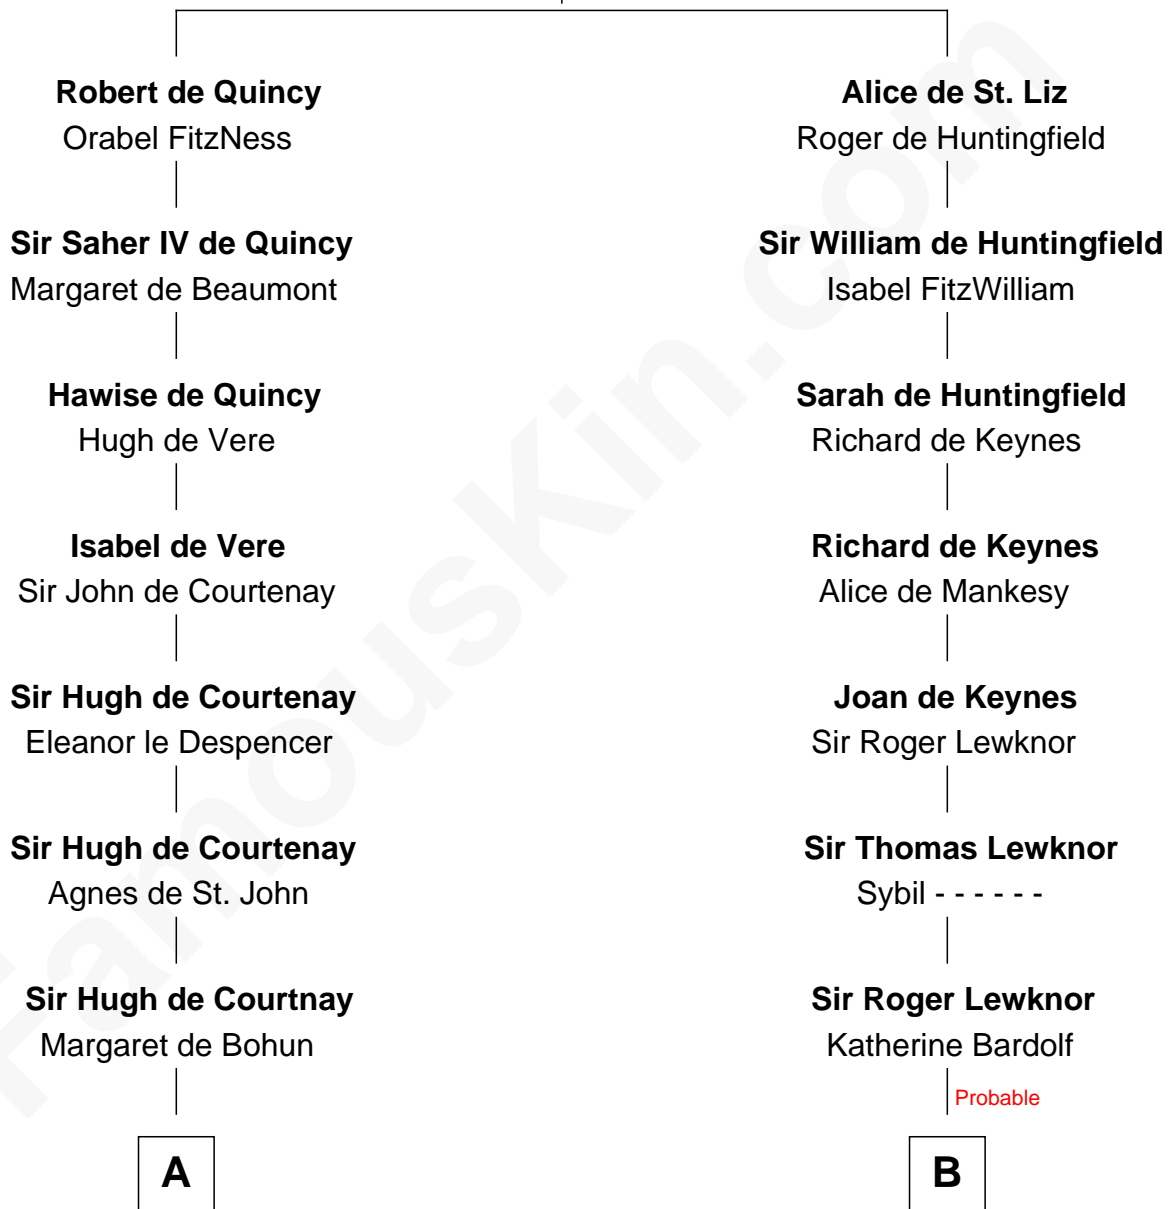 Robert de Quincy
Orabel FitzNess
Sir Saher IV de Quincy
Margaret de Beaumont
Hawise de Quincy
Hugh de Vere
Isabel de Vere
Sir John de Courtenay
Sir Hugh de Courtenay
Eleanor le Despencer
Sir Hugh de Courtenay
Agnes de St. John
Sir Hugh de Courtnay
Margaret de Bohun
A
Alice de St. Liz
Roger de Huntingfield
Sir William de Huntingfield
Isabel FitzWilliam
Sarah de Huntingfield
Richard de Keynes
Richard de Keynes
Alice de Mankesy
Joan de Keynes
Sir Roger Lewknor
Sir Thomas Lewknor
Sybil - - - - - -
Sir Roger Lewknor
Katherine Bardolf
Probable
B
FamousKin.com